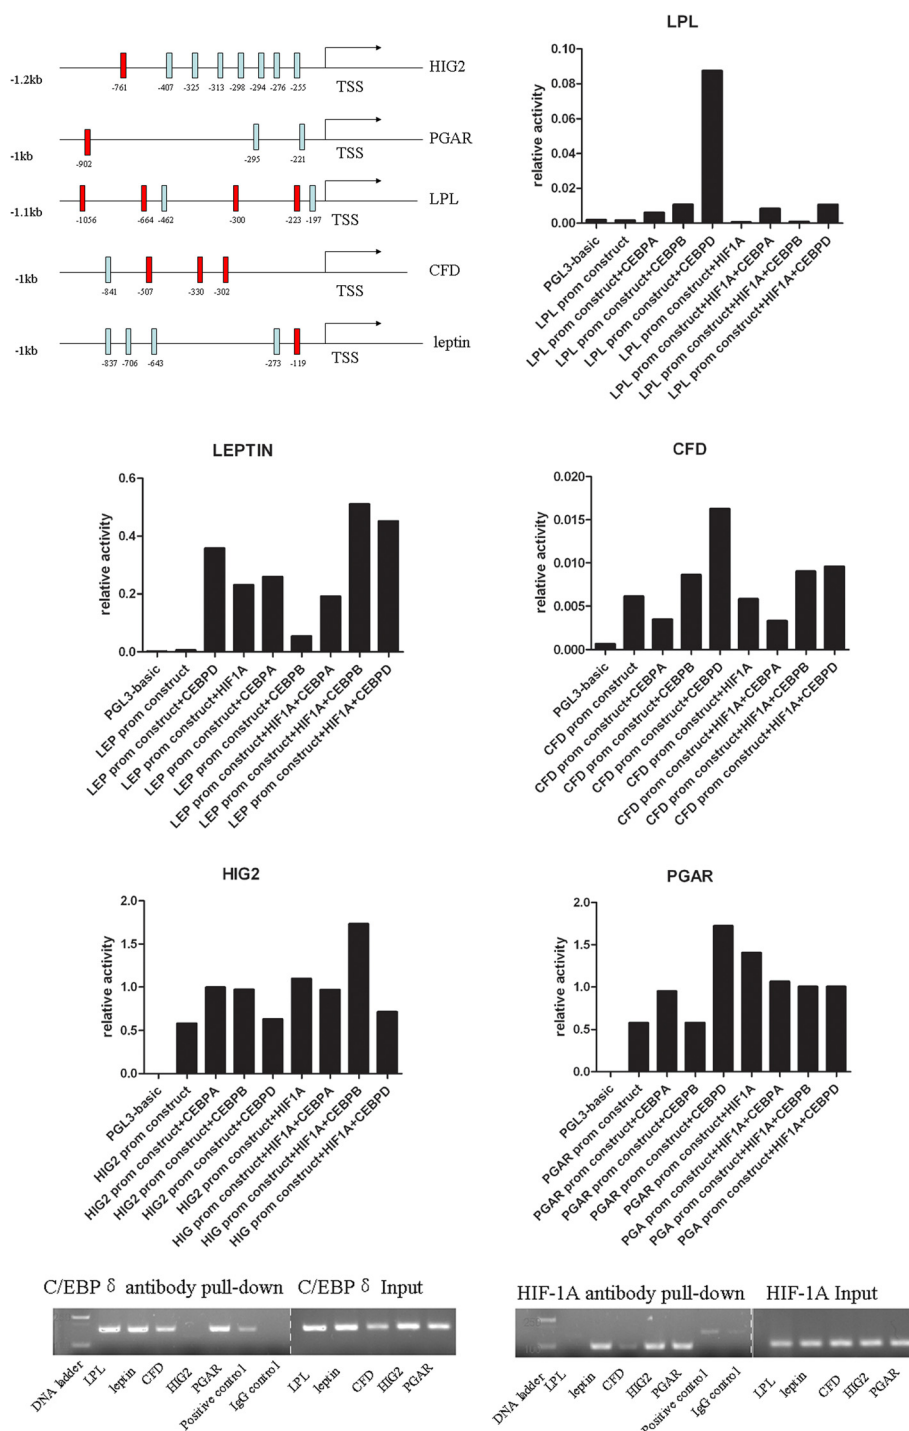 HIG2
-1.2kb
-761 -407 -325 -313 -298 -294 -276 -255
TSS
PGAR
-1kb
-902 -295 -221
TSS
LPL
-1.1kb
-1056 -664 -462 -300 -223 -197
TSS
CFD
-1kb
-841 -507 -330 -302
TSS
leptin
-1kb
-837 -706 -643 -273 -119
TSS
LPL
relative activity
0.10
0.08
0.06
0.04
0.02
0.00
PGL3-basic
LPL prom construct
LPL prom construct+CEBPA
LPL prom construct+CEBPB
LPL prom construct+CEBPD
LPL prom construct+HIF1A
LPL prom construct+HIF1A+CEBPA
LPL prom construct+HIF1A+CEBPB
LPL prom construct+HIF1A+CEBPD
LEPTIN
relative activity
0.6
0.4
0.2
0.0
PGL3-basic
LEP prom construct
LEP prom construct+CEBPD
LEP prom construct+HIF1A
LEP prom construct+CEBPA
LEP prom construct+CEBPB
LEP prom construct+HIF1A+CEBPA
LEP prom construct+HIF1A+CEBPB
LEP prom construct+HIF1A+CEBPD
CFD
relative activity
0.020
0.015
0.010
0.005
0.000
PGL3-basic
CFD prom construct
CFD prom construct+CEBPA
CFD prom construct+CEBPB
CFD prom construct+CEBPD
CFD prom construct+HIF1A
CFD prom construct+HIF1A+CEBPA
CFD prom construct+HIF1A+CEBPB
CFD prom construct+HIF1A+CEBPD
HIG2
relative activity
2.0
1.5
1.0
0.5
0.0
PGL3-basic
HIG2 prom construct
HIG2 prom construct+CEBPA
HIG2 prom construct+CEBPB
HIG2 prom construct+CEBPD
HIG2 prom construct+HIF1A
HIG prom construct+HIF1A+CEBPA
HIG prom construct+HIF1A+CEBPB
HIG prom construct+HIF1A+CEBPD
PGAR
relative activity
2.0
1.5
1.0
0.5
0.0
PGL3-basic
PGAR prom construct
PGAR prom construct+CEBPA
PGAR prom construct+CEBPB
PGAR prom construct+CEBPD
PGAR prom construct+HIF1A
PGA prom construct+HIF1A+CEBPA
PGA prom construct+HIF1A+CEBPB
PGA prom construct+HIF1A+CEBPD
C/EBP δ antibody pull-down C/EBP δ Input
DNA ladder
LPL
leptin
CFD
HIG2
PGAR
Positive control
IgG control
LPL
leptin
CFD
HIG2
PGAR
HIF-1A antibody pull-down HIF-1A Input
DNA ladder
LPL
leptin
CFD
HIG2
PGAR
Positive control
IgG control
LPL
leptin
CFD
HIG2
PGAR